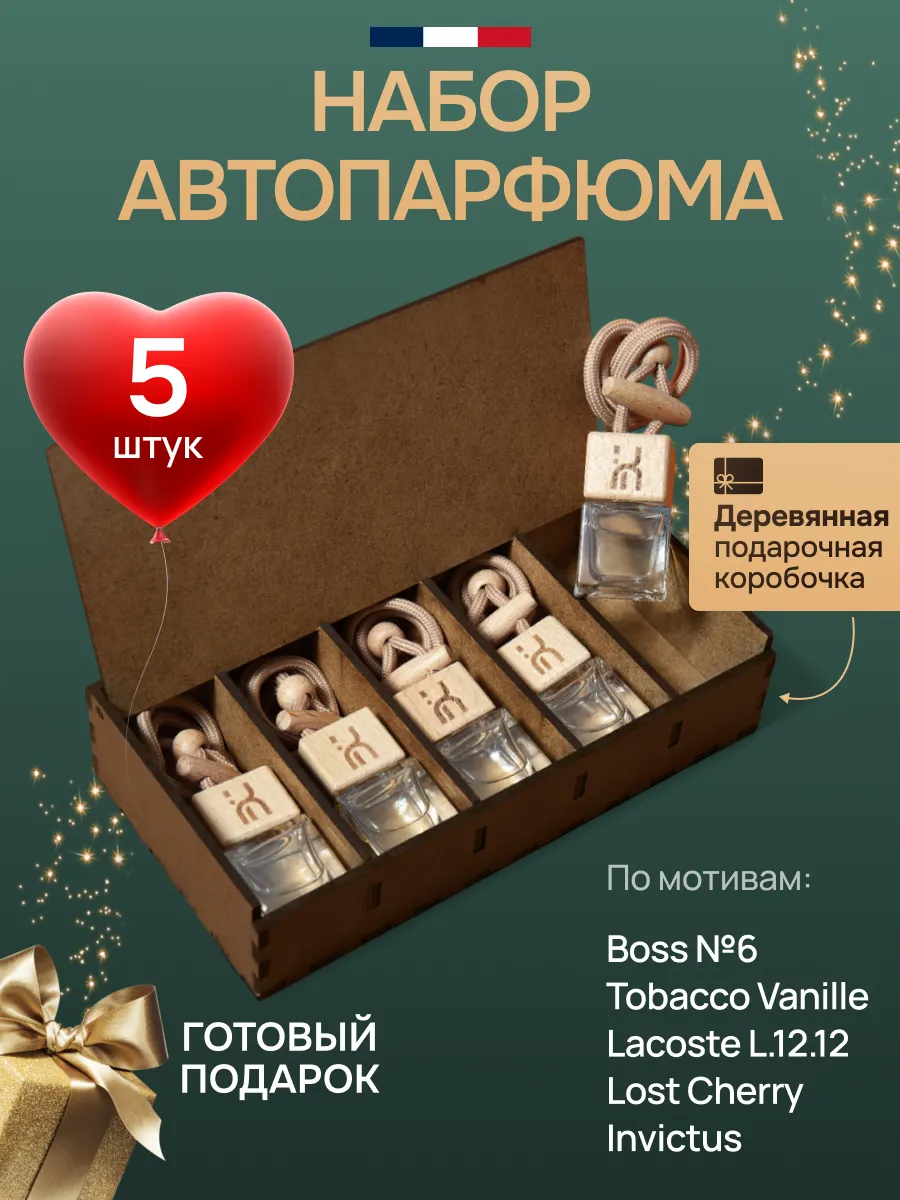 НАБОР
АВТОПАРФЮМА
5
штук
Деревянная
подарочная
коробочка
По мотивам:
Boss №6
Tobacco Vanille
Lacoste L.12.12
Lost Cherry
Invictus
ГОТОВЫЙ
ПОДАРОК